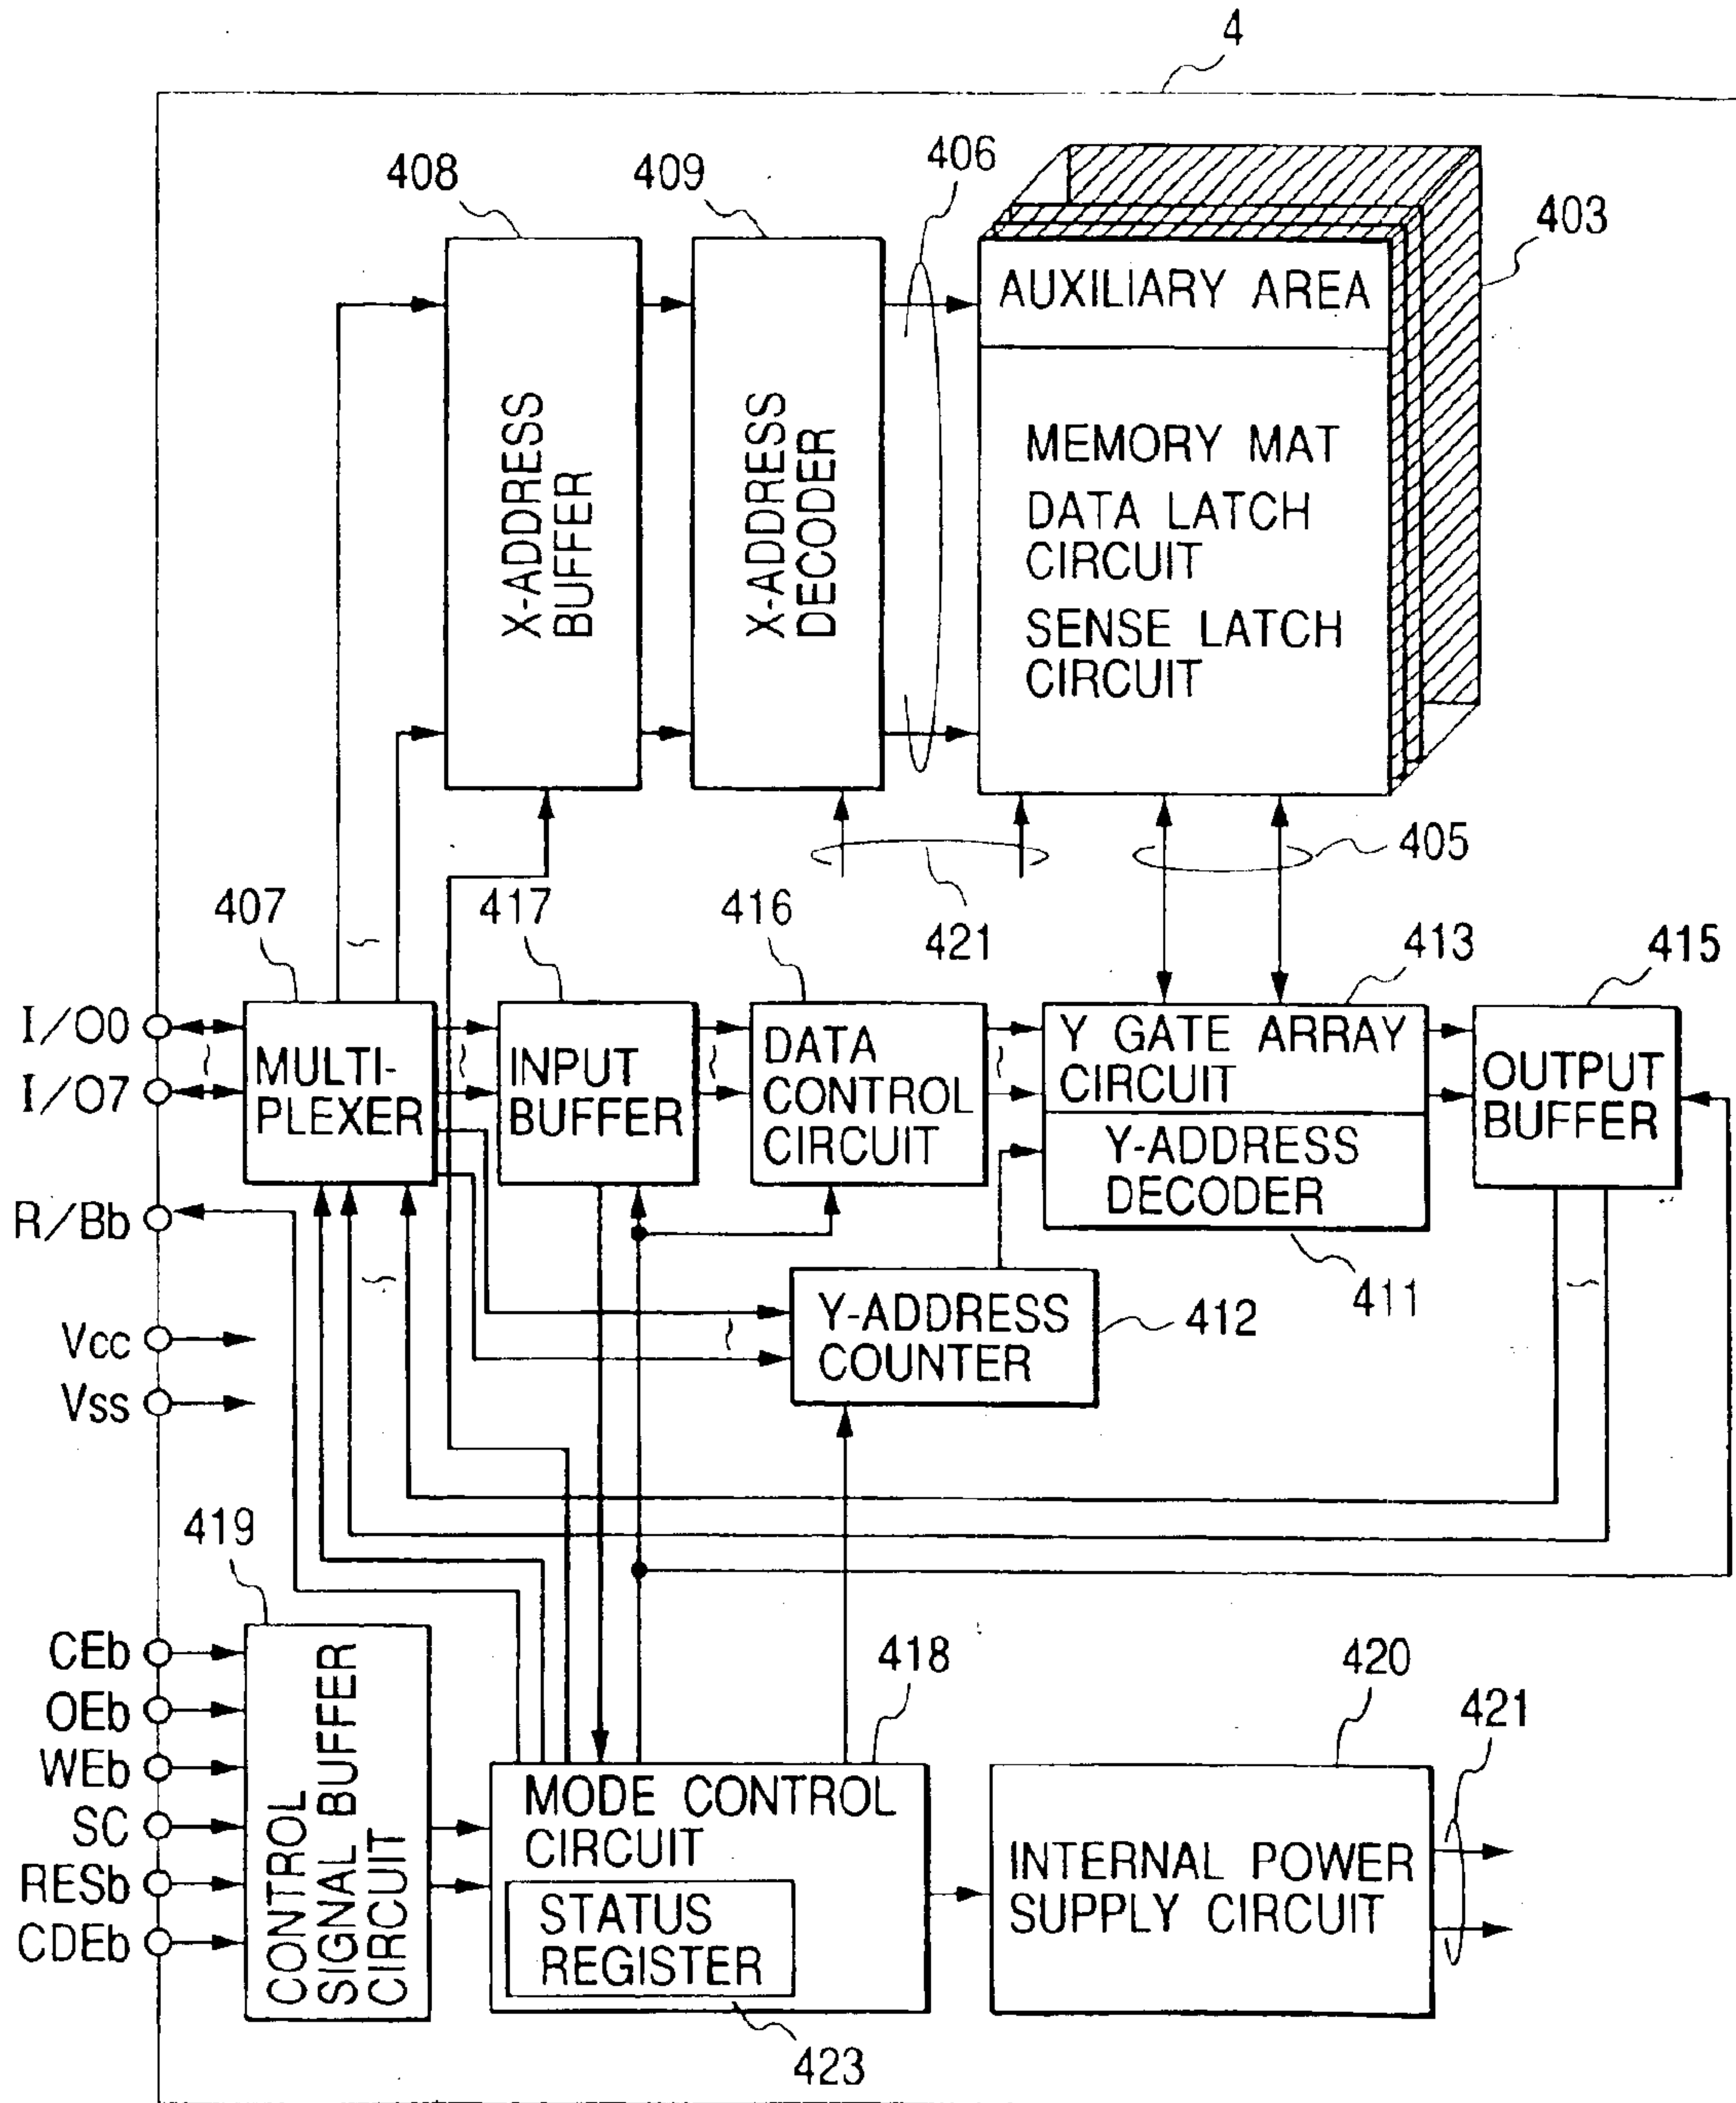 4
408
409
406
403
AUXILIARY AREA
X-ADDRESS
BUFFER
X-ADDRESS
DECODER
MEMORY MAT
DATA LATCH
CIRCUIT
SENSE LATCH
CIRCUIT
405
421
407
417
416
413
415
I/O0
I/O7
MULTI-
PLEXER
INPUT
BUFFER
DATA
CONTROL
CIRCUIT
Y GATE ARRAY
CIRCUIT
Y-ADDRESS
DECODER
OUTPUT
BUFFER
R/Bb
411
Y-ADDRESS
COUNTER
412
Vcc
Vss
419
418
420
421
CEb
OEb
WEb
SC
RESb
CDEb
CONTROL
SIGNAL BUFFER
CIRCUIT
MODE CONTROL
CIRCUIT
STATUS
REGISTER
INTERNAL POWER
SUPPLY CIRCUIT
423